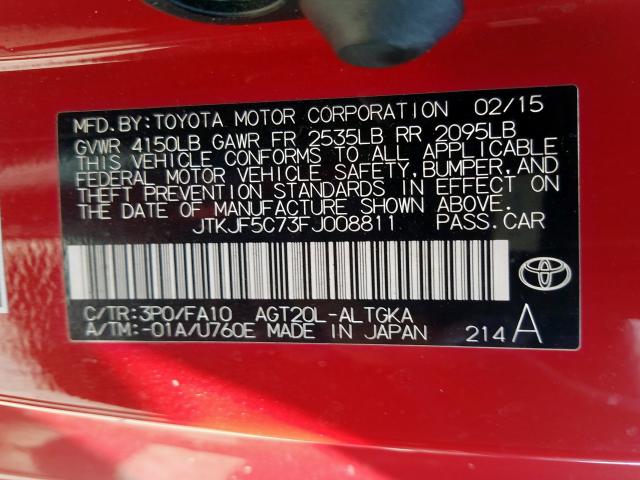 MFD.BY:TOYOTA MOTOR CORPORATION 02/15
GVWR 4150LB GAWR FR 2535LB RR 2095LB
THIS VEHICLE CONFORMS TO ALL APPLICABLE
FEDERAL MOTOR VEHICLE SAFETY,BUMPER,AND
THEFT PREVENTION STANDARDS IN EFFECT ON
THE DATE OF MANUFACTURE SHOWN ABOVE.
JTKJF5C73FJ008811 PASS.CAR
C/TR:3P0/FA10 AGT20L-ALTGKA
A/TM:-01A/U760E MADE IN JAPAN 214A